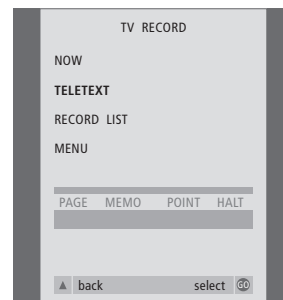 TV RECORD
NOW
TELETEXT
RECORD LIST
MENU
PAGE MEMO POINT HALT
▲ back select GO